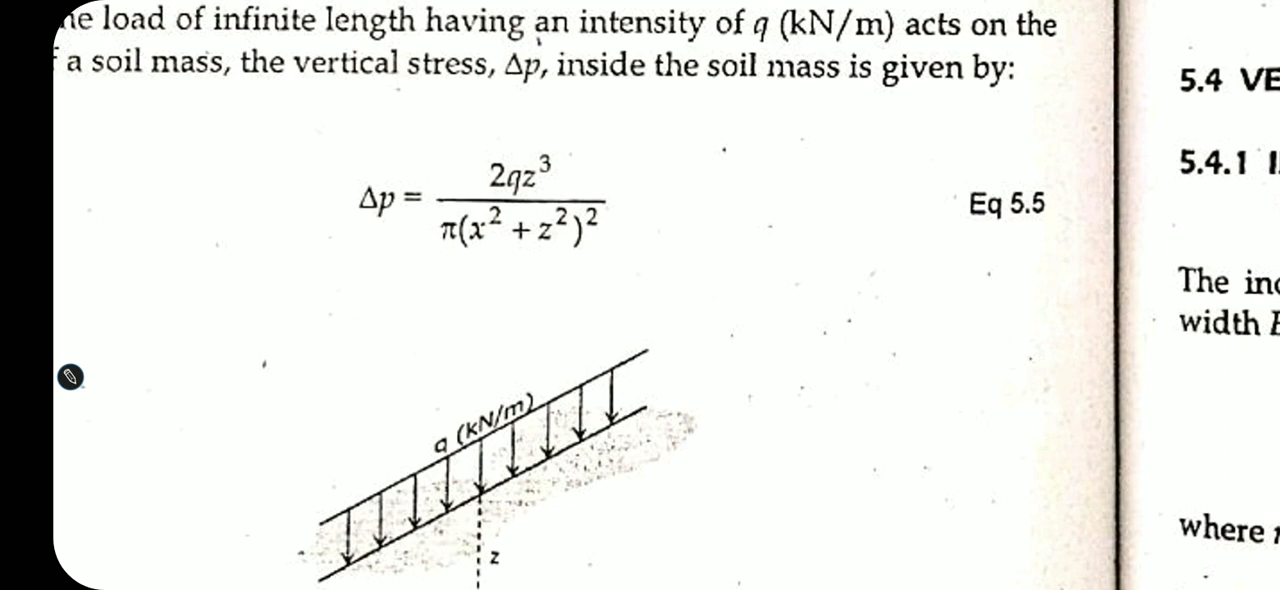 load of infinite length having an intensity of q (kN/m) acts on the
a soil mass, the vertical stress, Δp, inside the soil mass is given by:
Δp = 2qz³ / π(x² + z²)²
Eq 5.5
q (kN/m)
z
5.4 VE
5.4.1
The inc
width
where